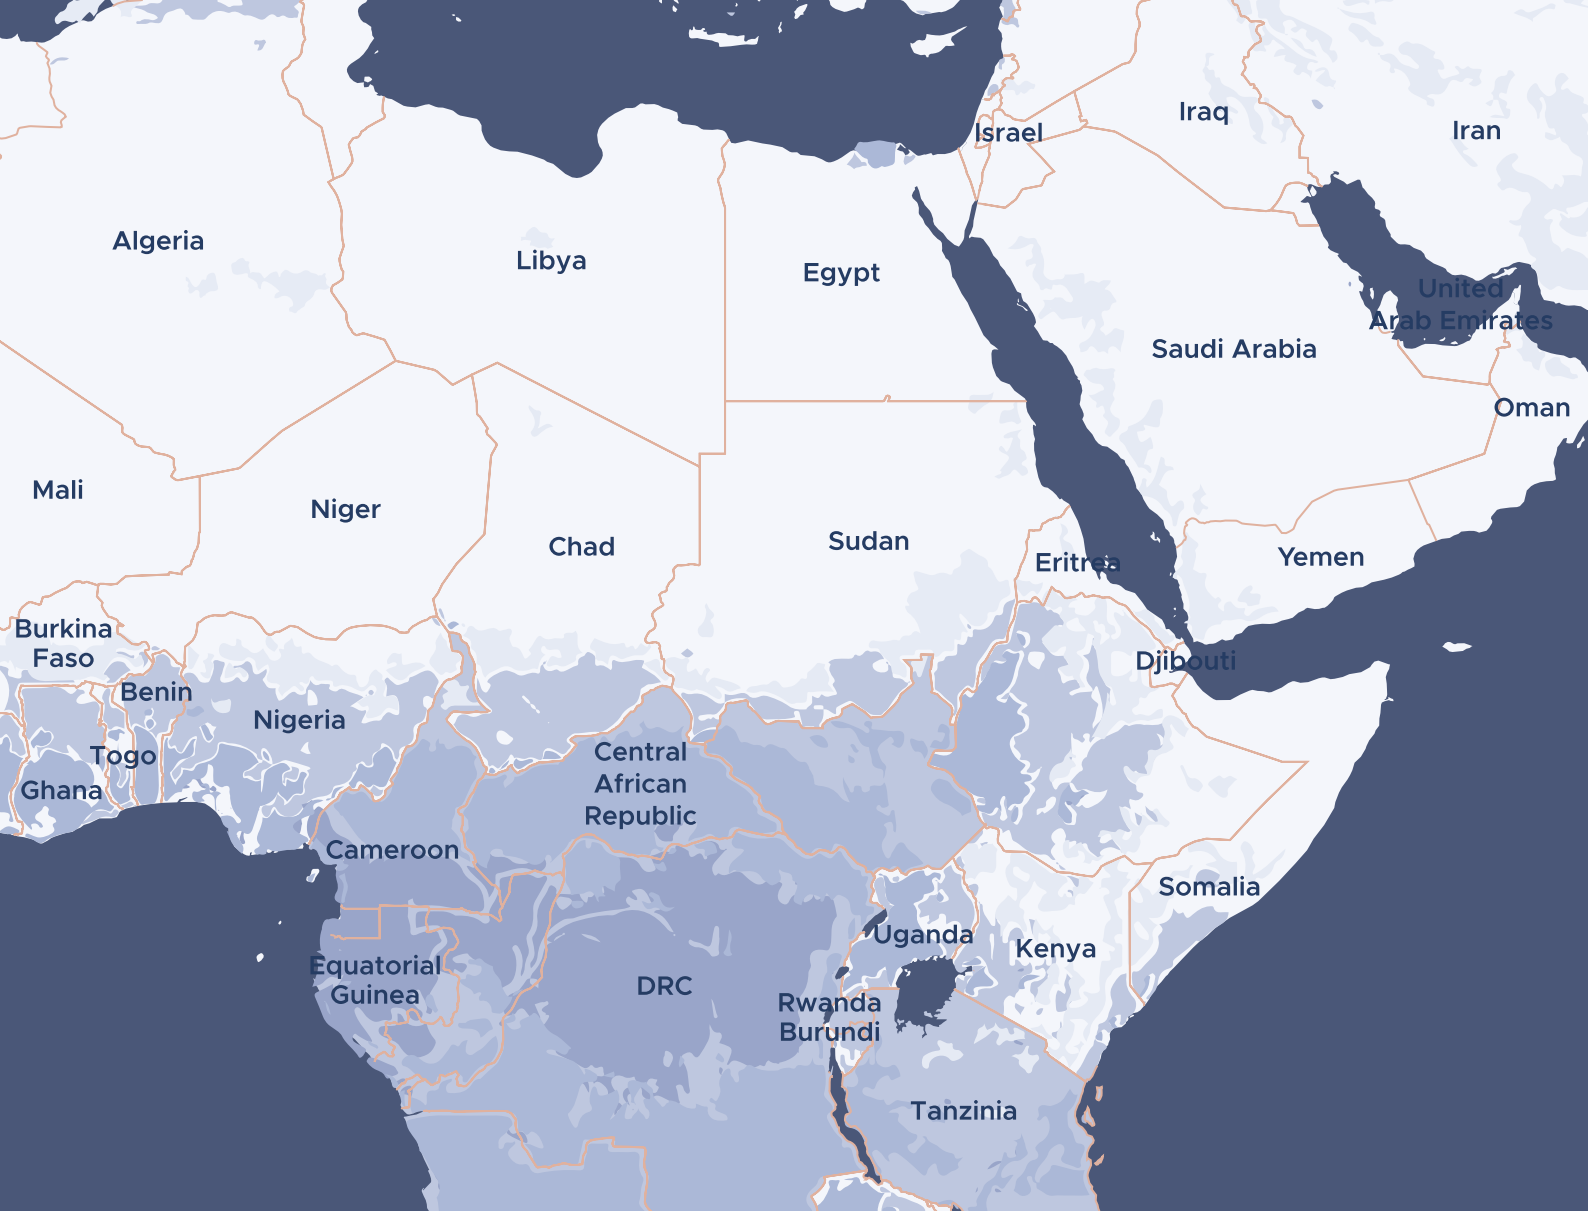 Iraq
Iran
Israel
Algeria
Libya
Egypt
United
Arab Emirates
Saudi Arabia
Oman
Mali
Niger
Chad
Sudan
Eritrea
Yemen
Burkina
Faso
Djibouti
Benin
Nigeria
Togo
Ghana
Central
African
Republic
Cameroon
Somalia
Uganda
Kenya
Equatorial
Guinea
DRC
Rwanda
Burundi
Tanzinia